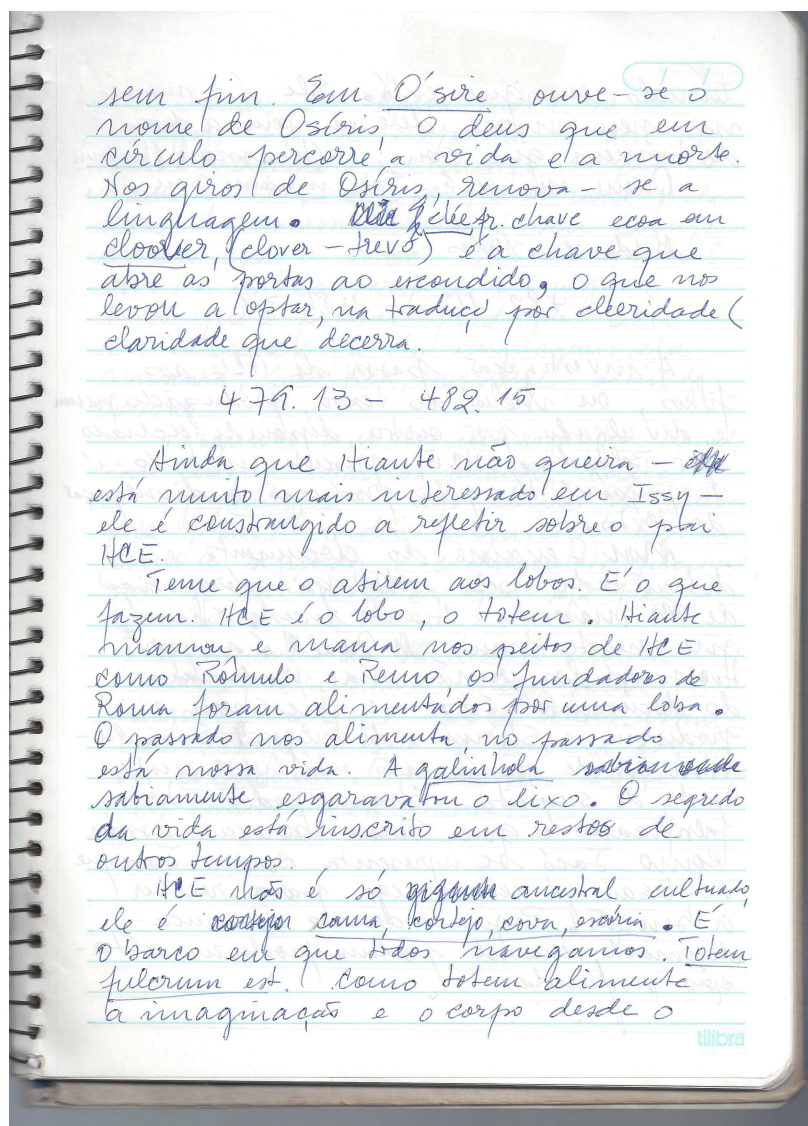 sem fim. Em O'sire ouve-se o
nome de Osíris, o deus que em
círculo percorre a vida e a morte.
Nos giros de Osíris, renova-se a
linguagem. clée fr. chave ecoa em
cloover, (clover-trevo) é a chave que
abre as portas ao escondido, o que nos
levou a optar, na traduçõ por cleeridade (
claridade que decerra.
479.13 - 482.15
Ainda que Hiante não queira -
está muito mais interessado em Issy -
ele é constrangido a refletir sobre o pai
HCE.
Teme que o atirem aos lobos. É o que
fazem. HCE é o lobo, o totem. Hiante
mamou e mama nos peitos de HCE
como Rômulo e Remo, os fundadores de
Roma foram alimentados por uma loba.
O passado nos alimenta, no passado
está nossa vida. A galinhola
sabiamente esgaravatou o lixo. O segredo
da vida está inscrito em restos de
outros tempos.
HCE não é só ancestral cultuado,
ele é cama, cortejo, cova, escória. É
o barco em que todos navegamos. Totem
fulcrum est. Como totem alimente
a imaginação e o corpo desde o
tilibra